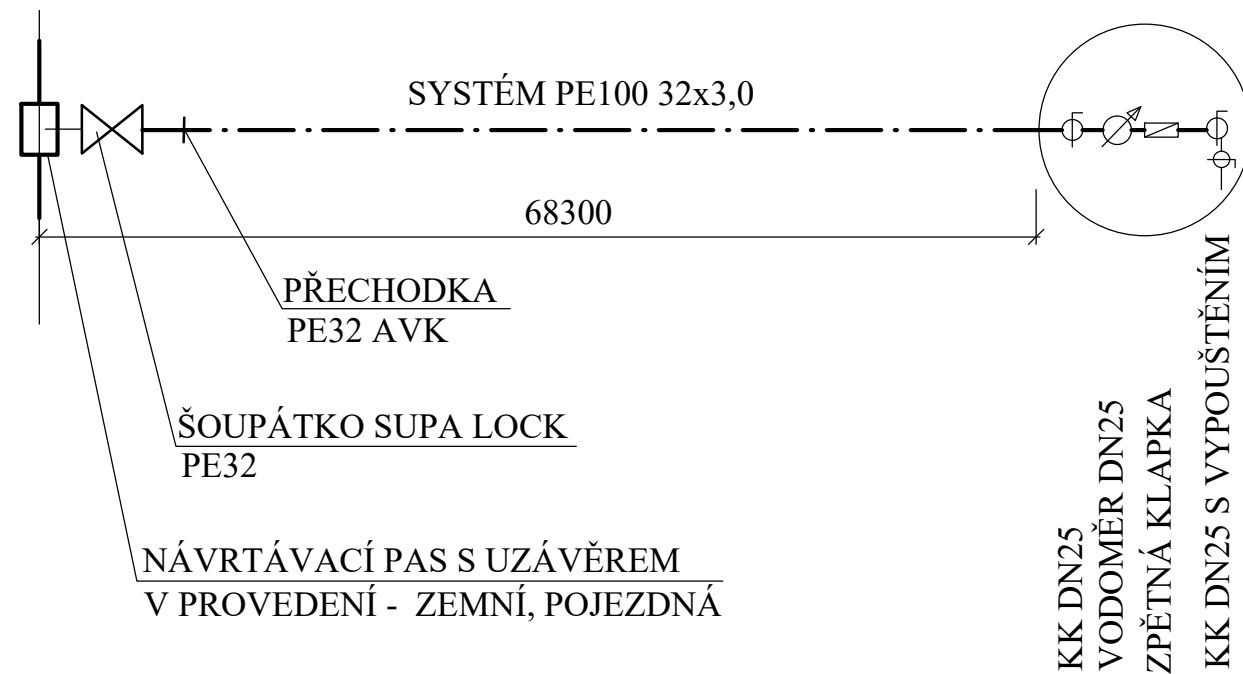 SYSTÉM PE100 32x3,0
68300
PŘECHODKA
PE32 AVK
ŠOUPÁTKO SUPA LOCK
PE32
NÁVRTÁVACÍ PAS S UZÁVĚREM
V PROVEDENÍ - ZEMNÍ, POJEZDNÁ
KK DN25
VODOMĚR DN25
ZPĚTNÁ KLAPKA
KK DN25 S VYPOUŠTĚNÍM